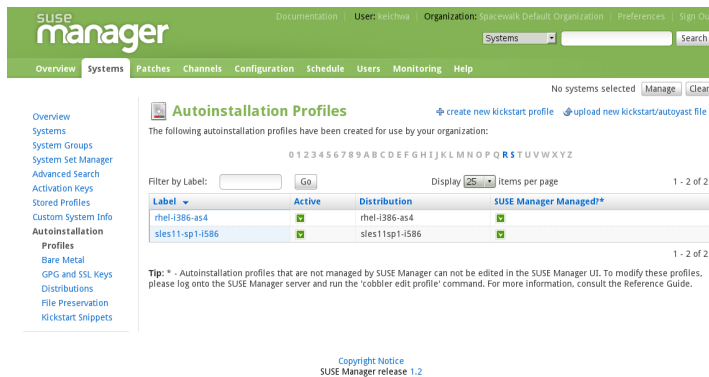 SUSE
manager
Documentation | User: keichwa | Organization: Spacewalk Default Organization | Preferences | Sign
Systems Search
Overview Systems Patches Channels Configuration Schedule Users Monitoring Help
No systems selected Manage Clear
Overview
Systems
System Groups
System Set Manager
Advanced Search
Activation Keys
Stored Profiles
Custom System Info
Autoinstallation
Profiles
Bare Metal
GPG and SSL Keys
Distributions
File Preservation
Kickstart Snippets
Autoinstallation Profiles
create new kickstart profile upload new kickstart/autoyast file
The following autoinstallation profiles have been created for use by your organization:
0 1 2 3 4 5 6 7 8 9 A B C D E F G H I J K L M N O P Q R S T U V W X Y Z
Filter by Label: Go Display 25 items per page 1 - 2 of 2
Label Active Distribution SUSE Manager Managed?*
rhel-i386-as4 rhel-i386-as4
sles11-sp1-i586 sles11sp1-i586
1 - 2 of 2
Tip: * - Autoinstallation profiles that are not managed by SUSE Manager can not be edited in the SUSE Manager UI. To modify these profiles,
please log onto the SUSE Manager server and run the 'cobbler edit profile' command. For more information, consult the Reference Guide.
Copyright Notice
SUSE Manager release 1.2